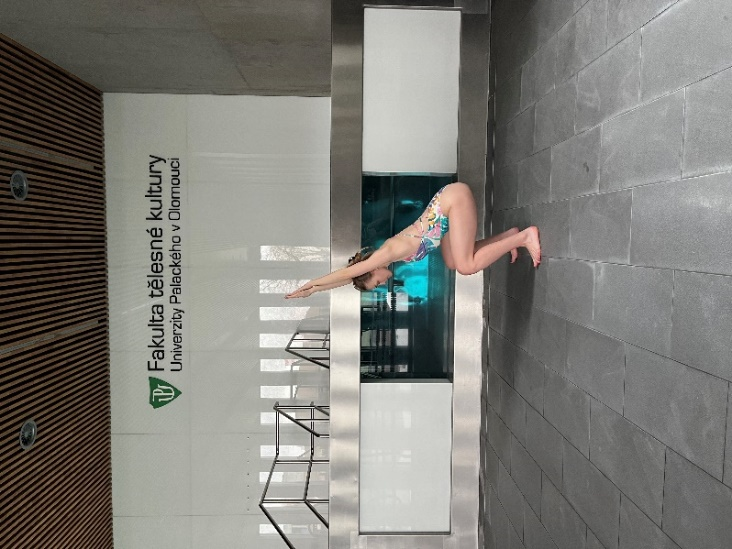 Fakulta tělesné kultury
Univerzity Palackého v Olomouci